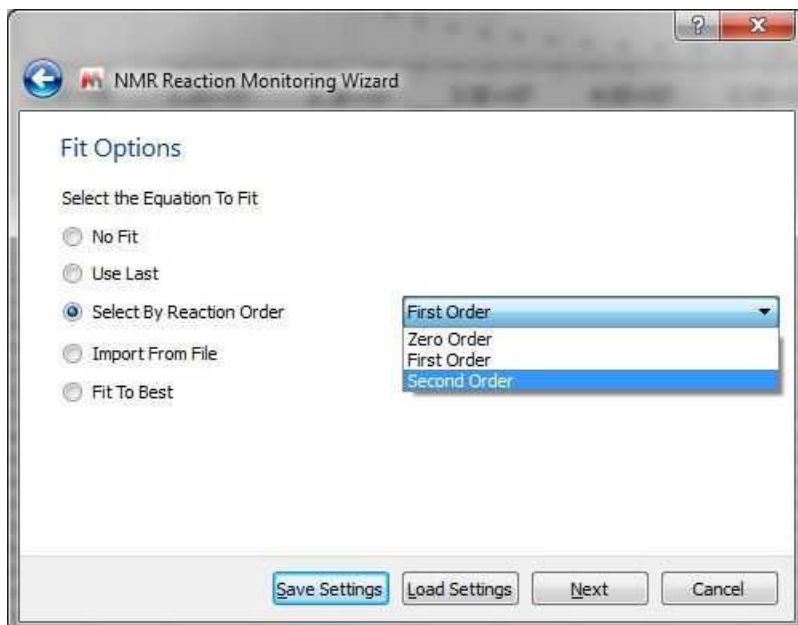 ?
NMR Reaction Monitoring Wizard
Fit Options
Select the Equation To Fit
No Fit
Use Last
Select By Reaction Order
First Order
Zero Order
First Order
Second Order
Import From File
Fit To Best
Save Settings
Load Settings
Next
Cancel